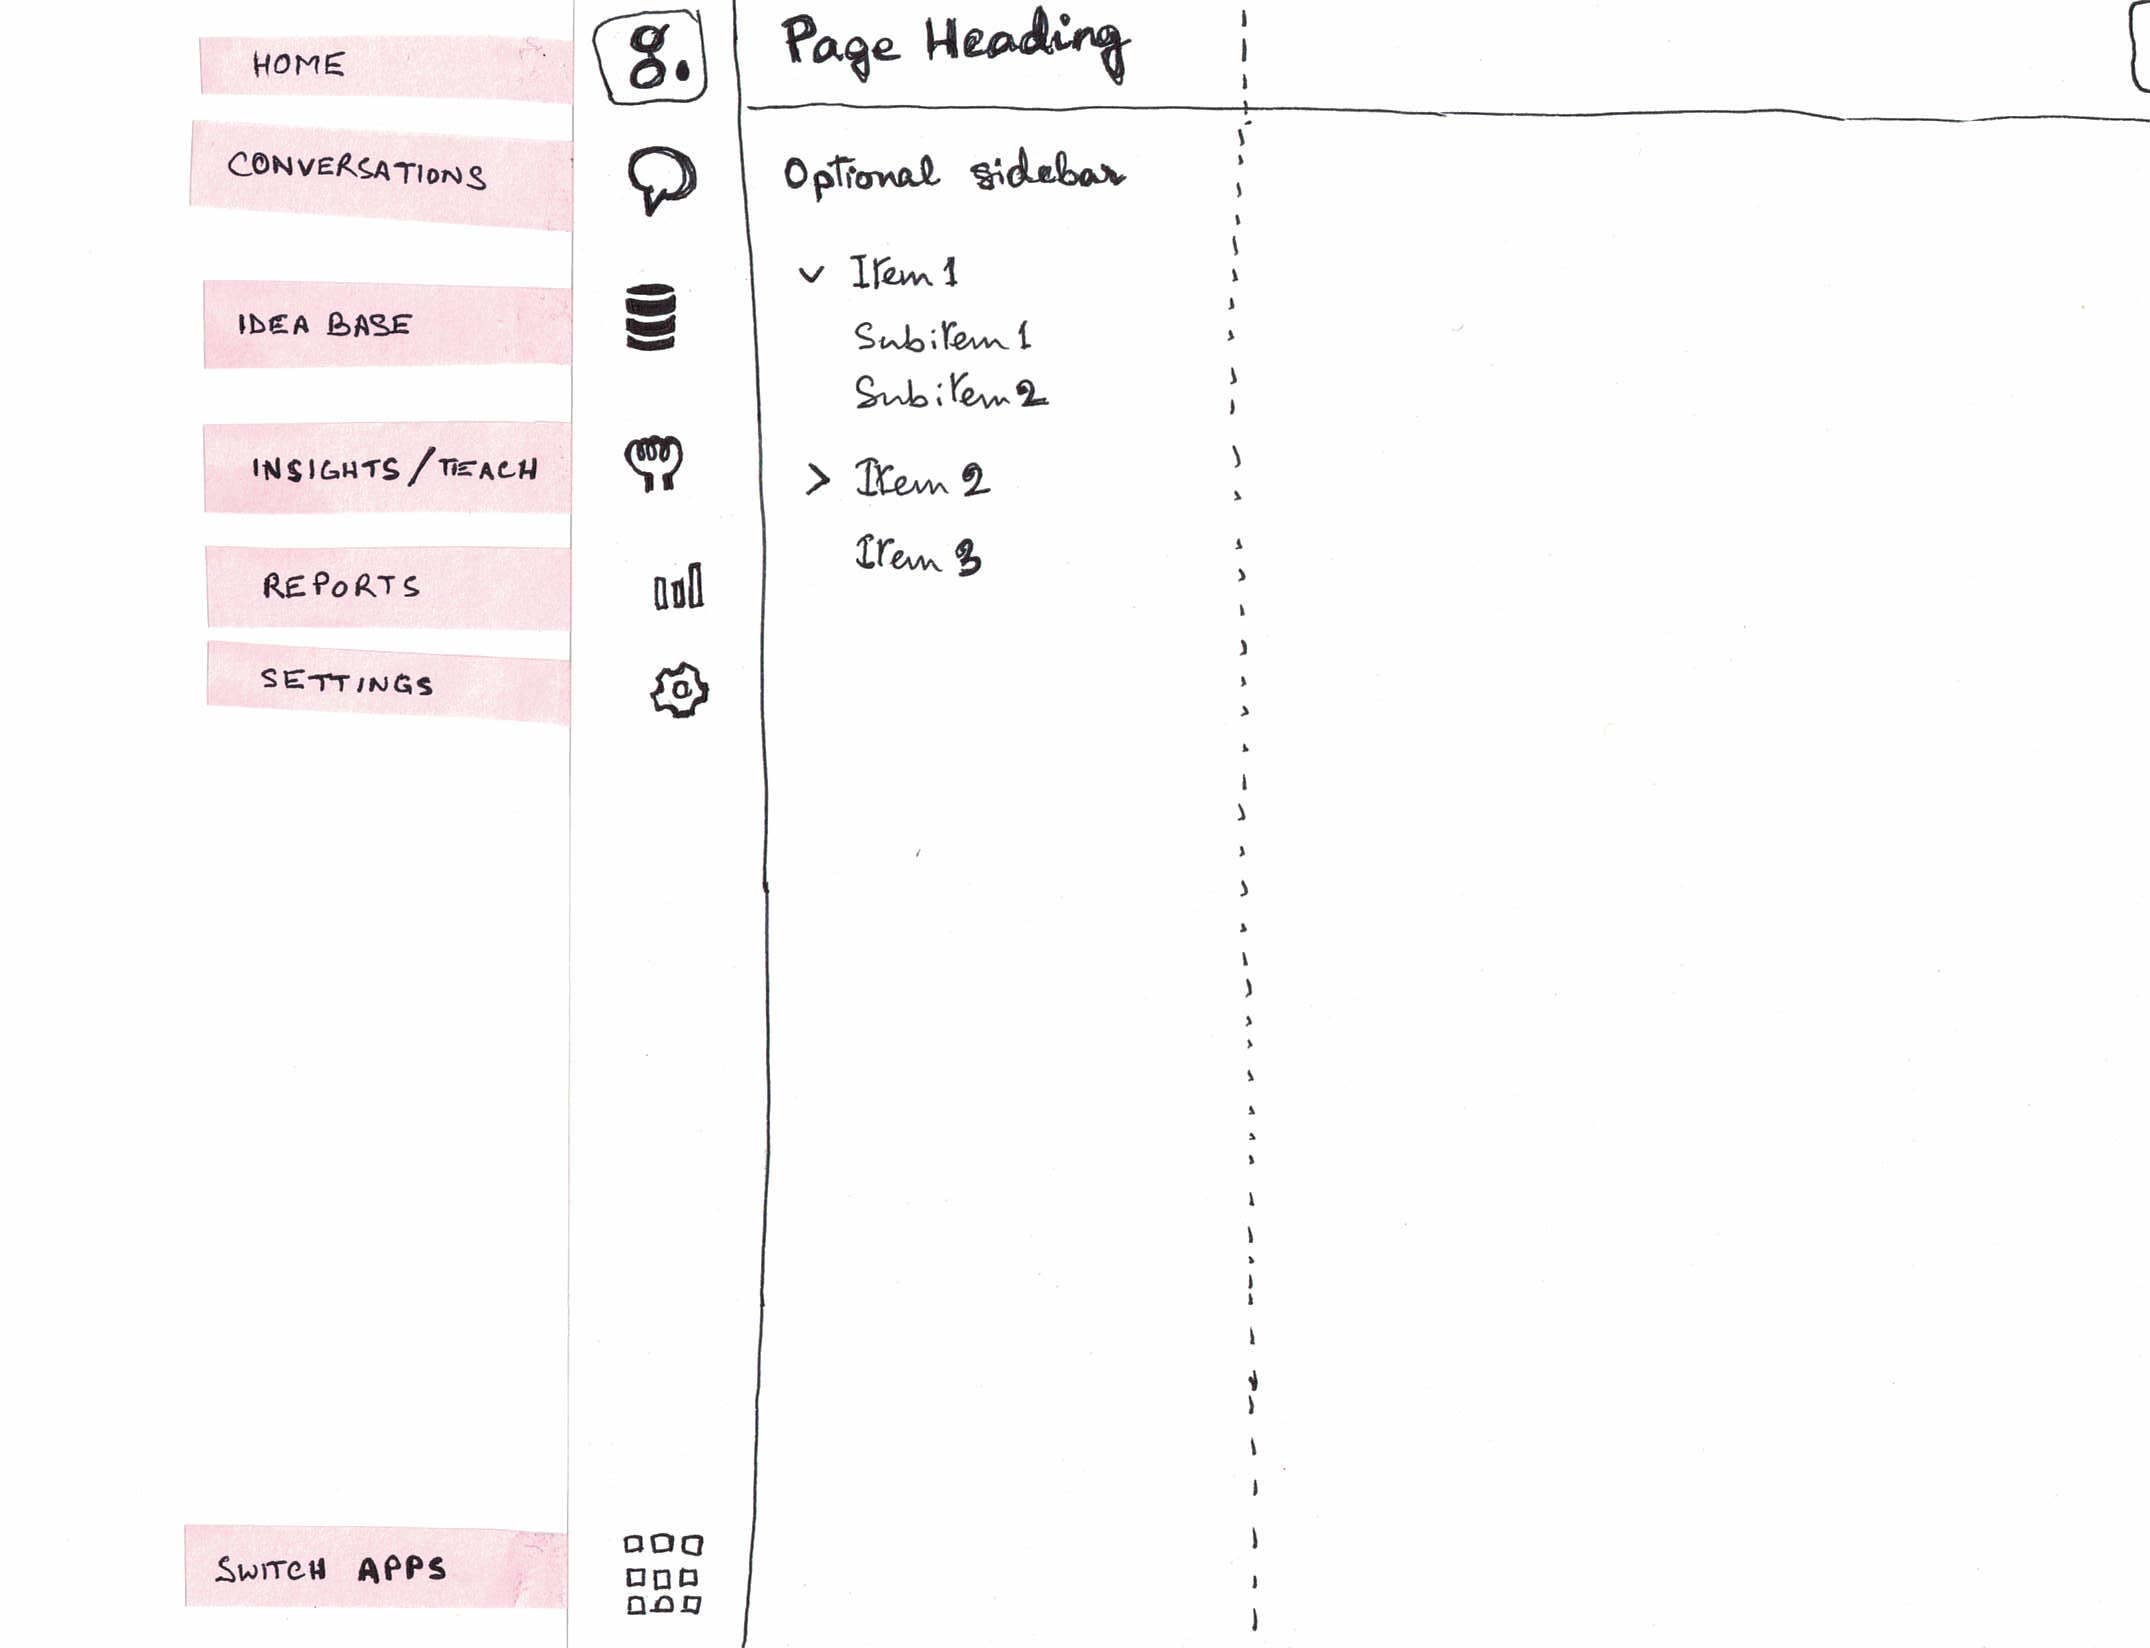 HOME
CONVERSATIONS
IDEA BASE
INSIGHTS/TEACH
REPORTS
SETTINGS
SWITCH APPS
g.
Page Heading
Optional sidebar
v Item 1
Subitem 1
Subitem 2
> Item 2
Item 3